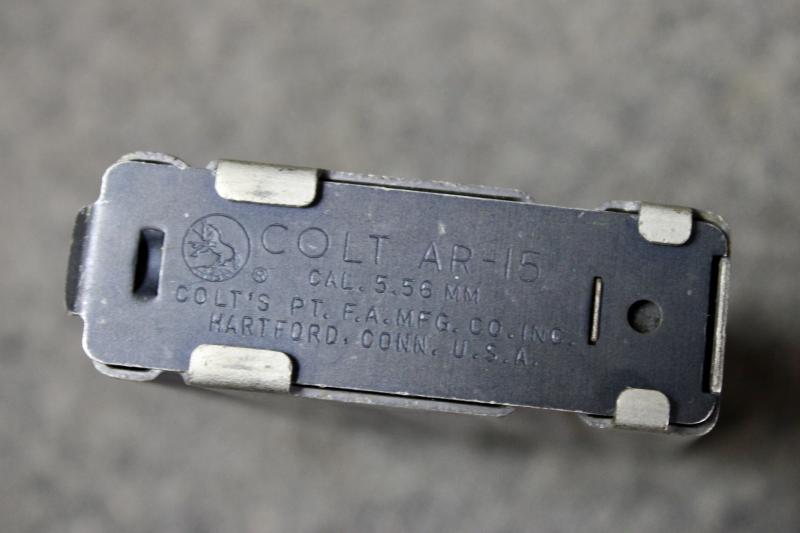 COLT AR-15
® CAL. 5.56 MM
COLT'S PT. F.A. MFG. CO. INC.
HARTFORD. CONN. U.S.A.